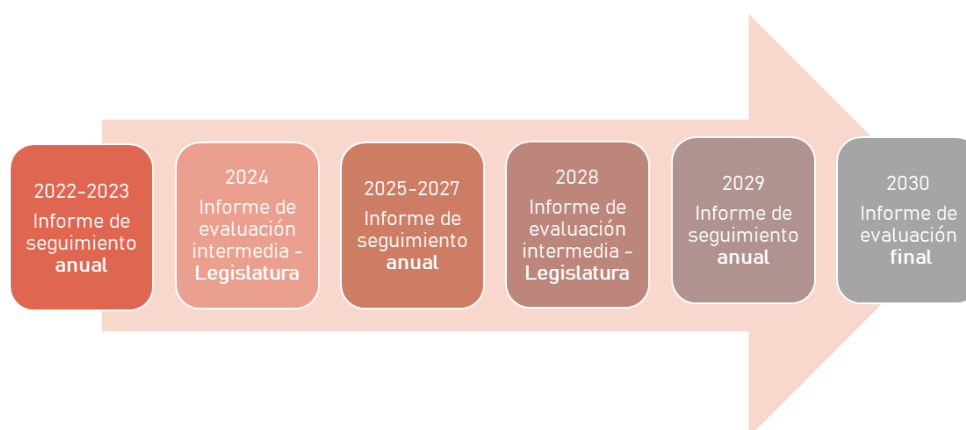 2022-2023
Informe de
seguimiento
anual
2024
Informe de
evaluación
intermedia -
Legislatura
2025-2027
Informe de
seguimiento
anual
2028
Informe de
evaluación
intermedia -
Legislatura
2029
Informe de
seguimiento
anual
2030
Informe de
evaluación
final